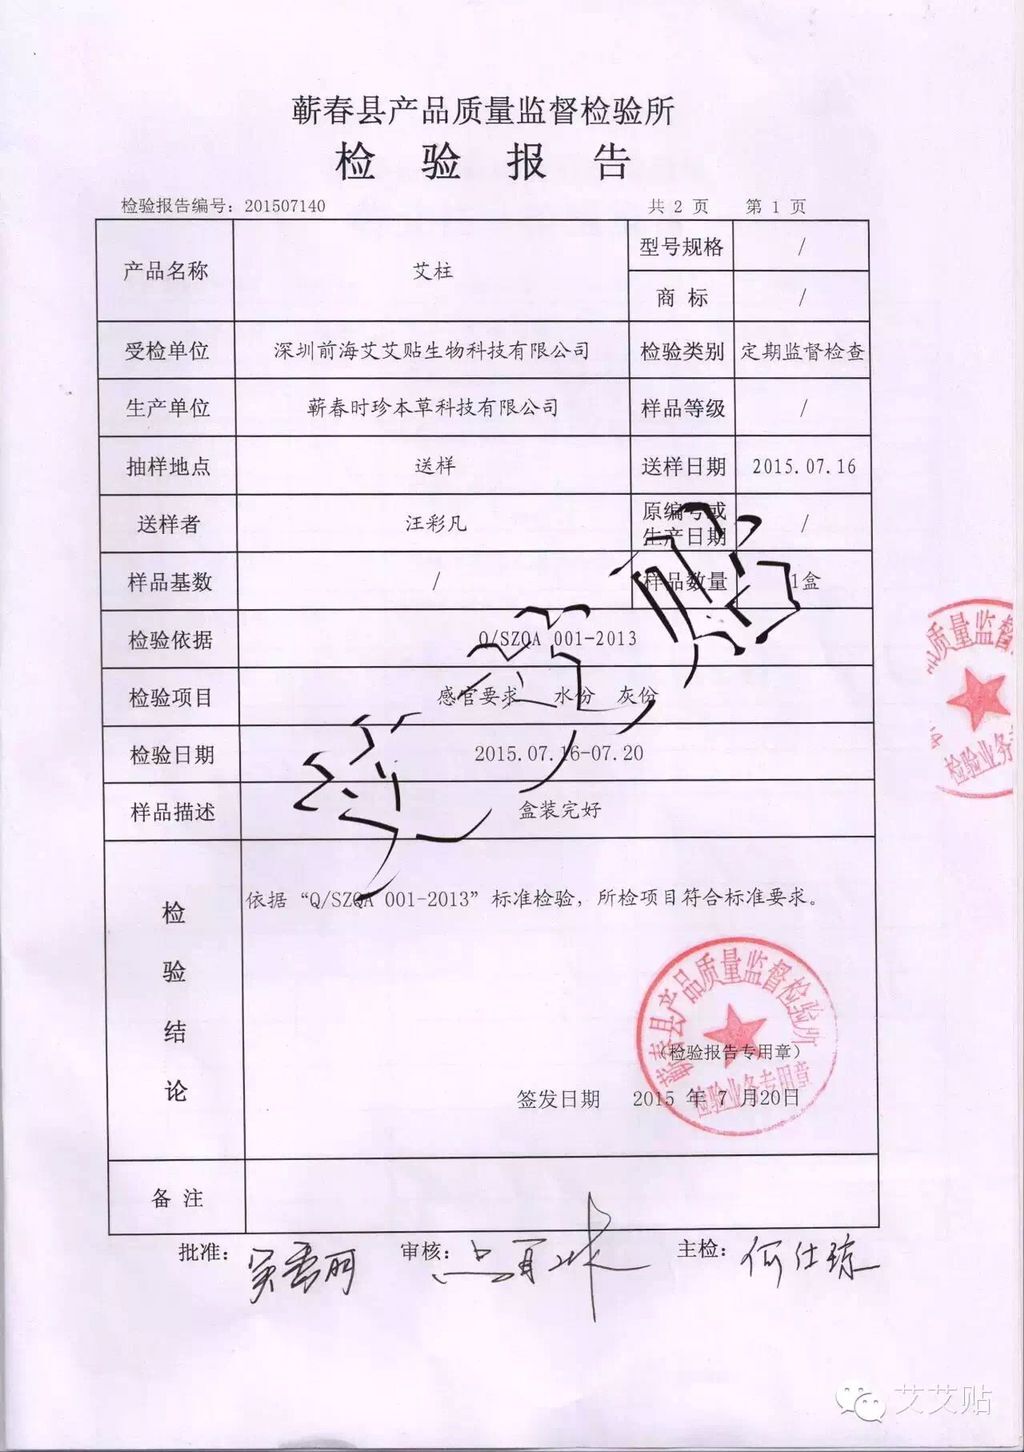 蕲春县产品质量监督检验所
检 验 报 告
检验报告编号：201507140 共 2 页 第 1 页
产品名称 艾柱 型号规格 /
商 标 /
受检单位 深圳前海艾艾贴生物科技有限公司 检验类别 定期监督检查
生产单位 蕲春时珍本草科技有限公司 样品等级 /
抽样地点 送样 送样日期 2015.07.16
送样者 汪彩凡 原编号或生产日期 /
样品基数 / 样品数量 1盒
检验依据 Q/SZQA 001-2013
检验项目 感官要求 水份 灰份
检验日期 2015.07.16-07.20
样品描述 盒装完好
检验结论 依据“Q/SZQA 001-2013”标准检验，所检项目符合标准要求。
蕲春县产品质量监督检验所
（检验报告专用章）
检验业务专用章
签发日期 2015 年 7 月20日
备 注
批准： 审核： 主检：何仕琼
质量监督
检验业务专
艾艾贴